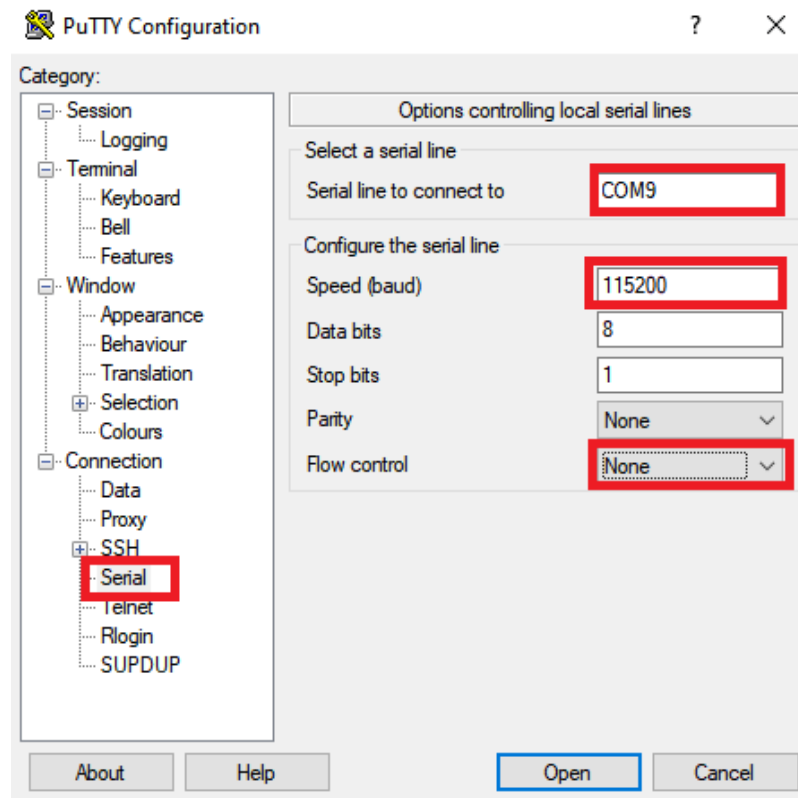 PuTTY Configuration
?
Category:
Session
Logging
Terminal
Keyboard
Bell
Features
Window
Appearance
Behaviour
Translation
Selection
Colours
Connection
Data
Proxy
SSH
Serial
Telnet
Rlogin
SUPDUP
Options controlling local serial lines
Select a serial line
Serial line to connect to COM9
Configure the serial line
Speed (baud) 115200
Data bits 8
Stop bits 1
Parity None
Flow control None
About Help Open Cancel